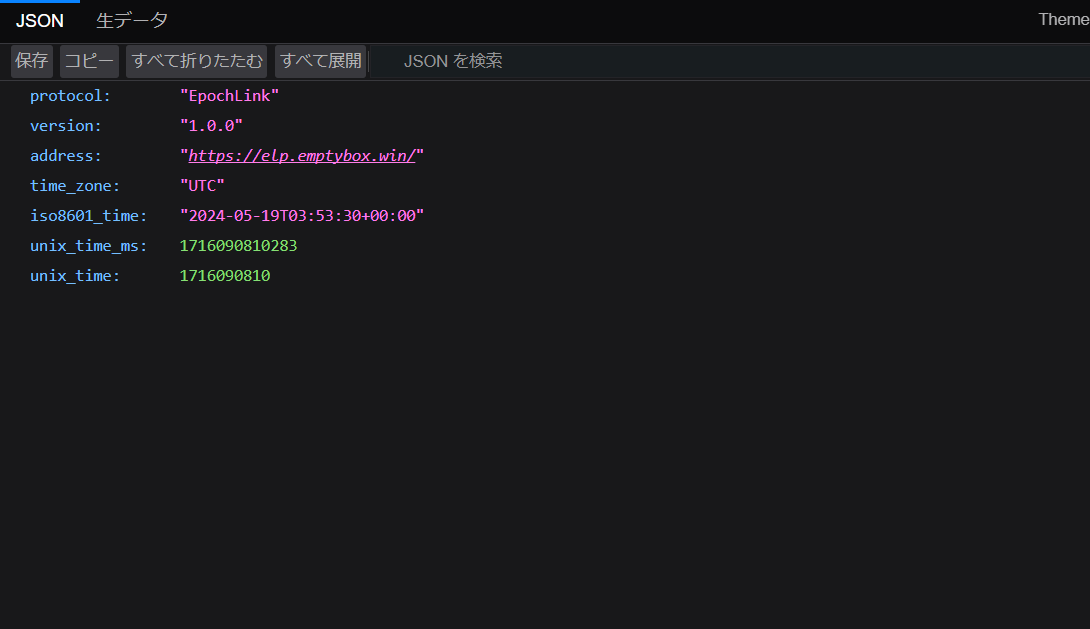 JSON 生データ Theme
保存 コピー すべて折りたたむ すべて展開 JSON を検索
protocol: "EpochLink"
version: "1.0.0"
address: "https://elp.emptybox.win/"
time_zone: "UTC"
iso8601_time: "2024-05-19T03:53:30+00:00"
unix_time_ms: 1716090810283
unix_time: 1716090810